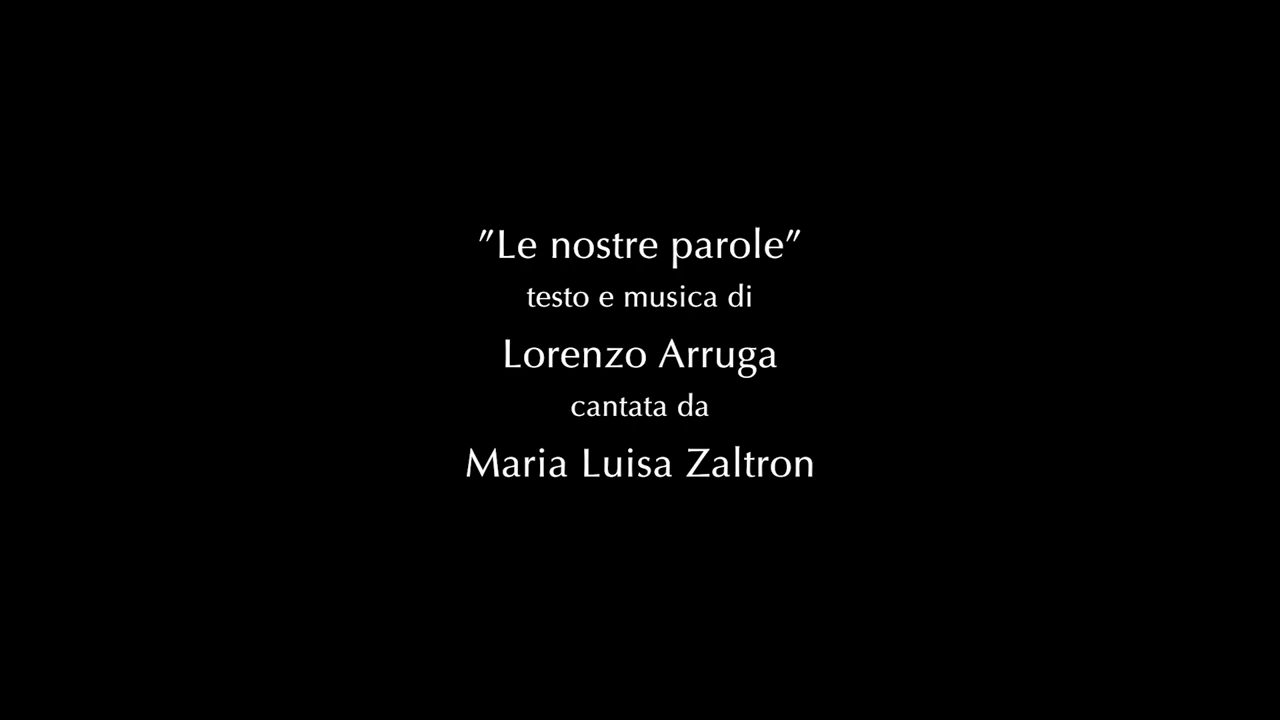 "Le nostre parole"
testo e musica di
Lorenzo Arruga
cantata da
Maria Luisa Zaltron